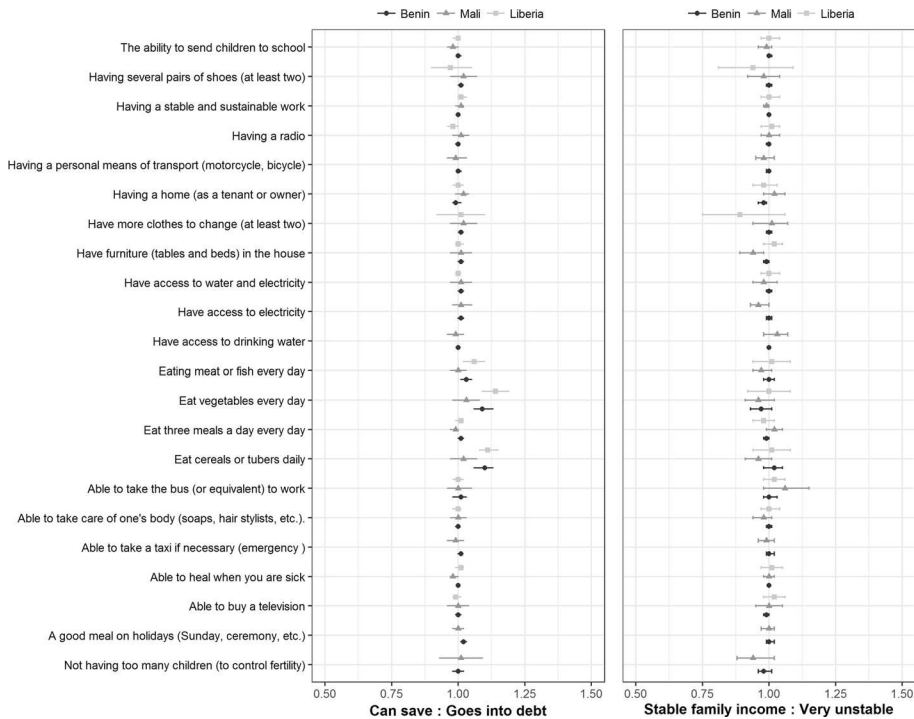 Benin Mali Liberia
Benin Mali Liberia
The ability to send children to school
Having several pairs of shoes (at least two)
Having a stable and sustainable work
Having a radio
Having a personal means of transport (motorcycle, bicycle)
Having a home (as a tenant or owner)
Have more clothes to change (at least two)
Have furniture (tables and beds) in the house
Have access to water and electricity
Have access to electricity
Have access to drinking water
Eating meat or fish every day
Eat vegetables every day
Eat three meals a day every day
Eat cereals or tubers daily
Able to take the bus (or equivalent) to work
Able to take care of one's body (soaps, hair stylists, etc.).
Able to take a taxi if necessary (emergency )
Able to heal when you are sick
Able to buy a television
A good meal on holidays (Sunday, ceremony, etc.)
Not having too many children (to control fertility)
0.50 0.75 1.00 1.25 1.50
Can save : Goes into debt
0.50 0.75 1.00 1.25 1.50
Stable family income : Very unstable